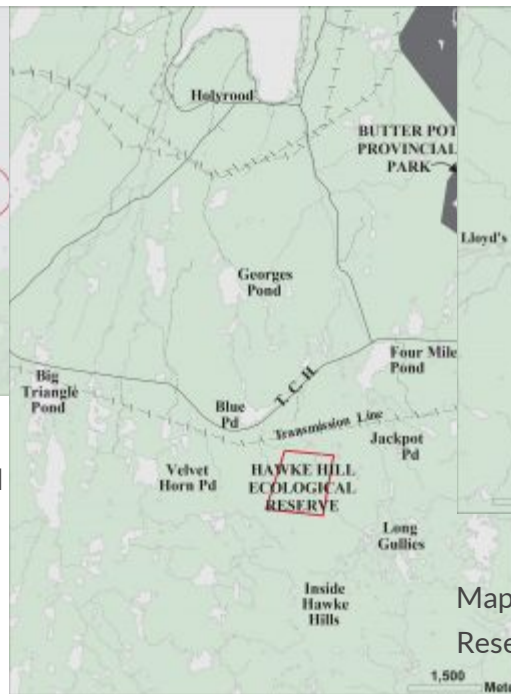 Holyrood
BUTTER POT
PROVINCIAL
PARK
Lloyd's
Georges
Pond
Four Mile
Pond
T. C. H.
Big
Triangle
Pond
Blue
Pd
Transmission Line
Jackpot
Pd
Velvet
Horn Pd
HAWKE HILL
ECOLOGICAL
RESERVE
Long
Gullies
Inside
Hawke
Hills
Map
Rese
1,500
Mete